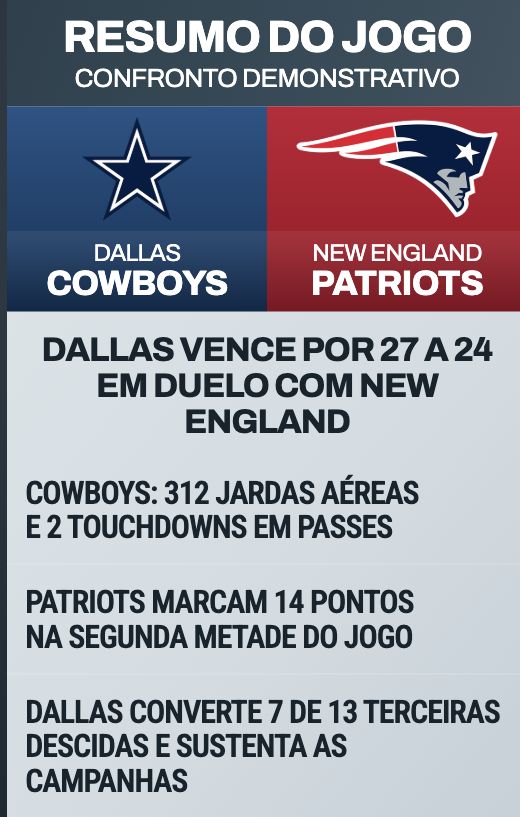 RESUMO DO JOGO
CONFRONTO DEMONSTRATIVO
DALLAS
COWBOYS
NEW ENGLAND
PATRIOTS
DALLAS VENCE POR 27 A 24
EM DUELO COM NEW
ENGLAND
COWBOYS: 312 JARDAS AÉREAS
E 2 TOUCHDOWNS EM PASSES
PATRIOTS MARCAM 14 PONTOS
NA SEGUNDA METADE DO JOGO
DALLAS CONVERTE 7 DE 13 TERCEIRAS
DESCIDAS E SUSTENTA AS
CAMPANHAS